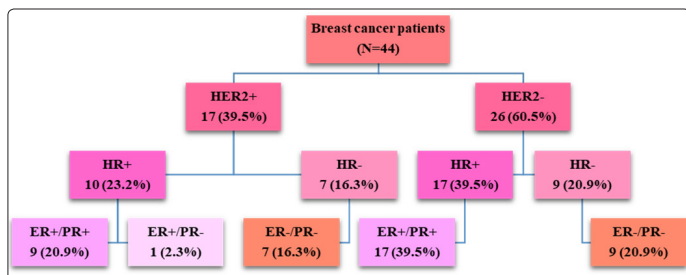 Breast cancer patients
(N=44)
HER2+
17 (39.5%)
HER2-
26 (60.5%)
HR+
10 (23.2%)
HR-
7 (16.3%)
HR+
17 (39.5%)
HR-
9 (20.9%)
ER+/PR+
9 (20.9%)
ER+/PR-
1 (2.3%)
ER-/PR-
7 (16.3%)
ER+/PR+
17 (39.5%)
ER-/PR-
9 (20.9%)